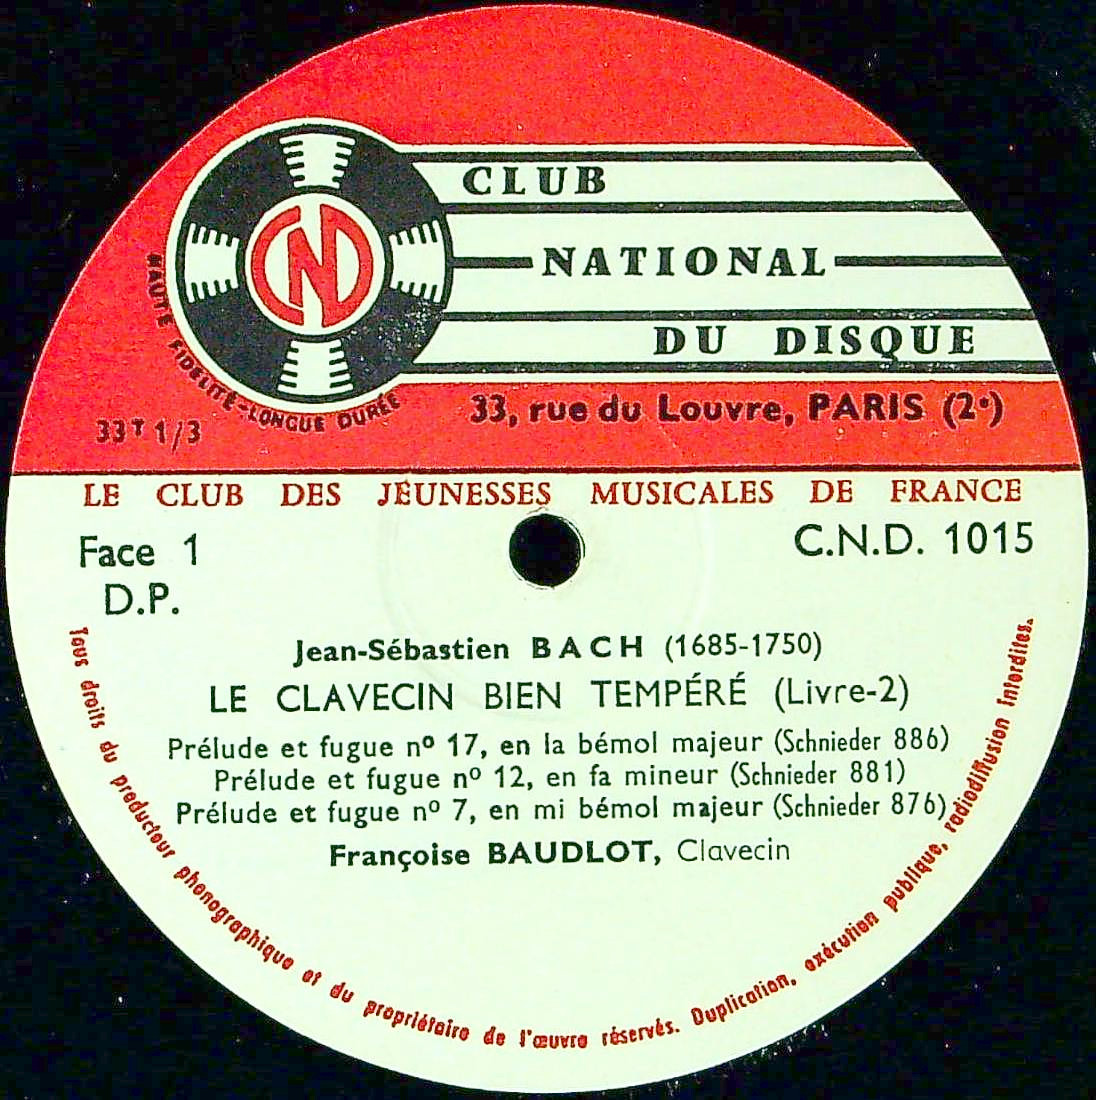 CLUB
NATIONAL
DU DISQUE
CND
HAUTE FIDELITÉ-LONGUE DURÉE
33, rue du Louvre, PARIS (2e)
33T 1/3
LE CLUB DES JEUNESSES MUSICALES DE FRANCE
Face 1
C.N.D. 1015
D.P.
Jean-Sébastien BACH (1685-1750)
LE CLAVECIN BIEN TEMPÉRÉ (Livre-2)
Prélude et fugue nº 17, en la bémol majeur (Schnieder 886)
Prélude et fugue nº 12, en fa mineur (Schnieder 881)
Prélude et fugue nº 7, en mi bémol majeur (Schnieder 876)
Françoise BAUDLOT, Clavecin
Tous droits du producteur phonographique et du propriétaire de l'œuvre réservés. Duplication, exécution publique, radiodiffusion interdites.